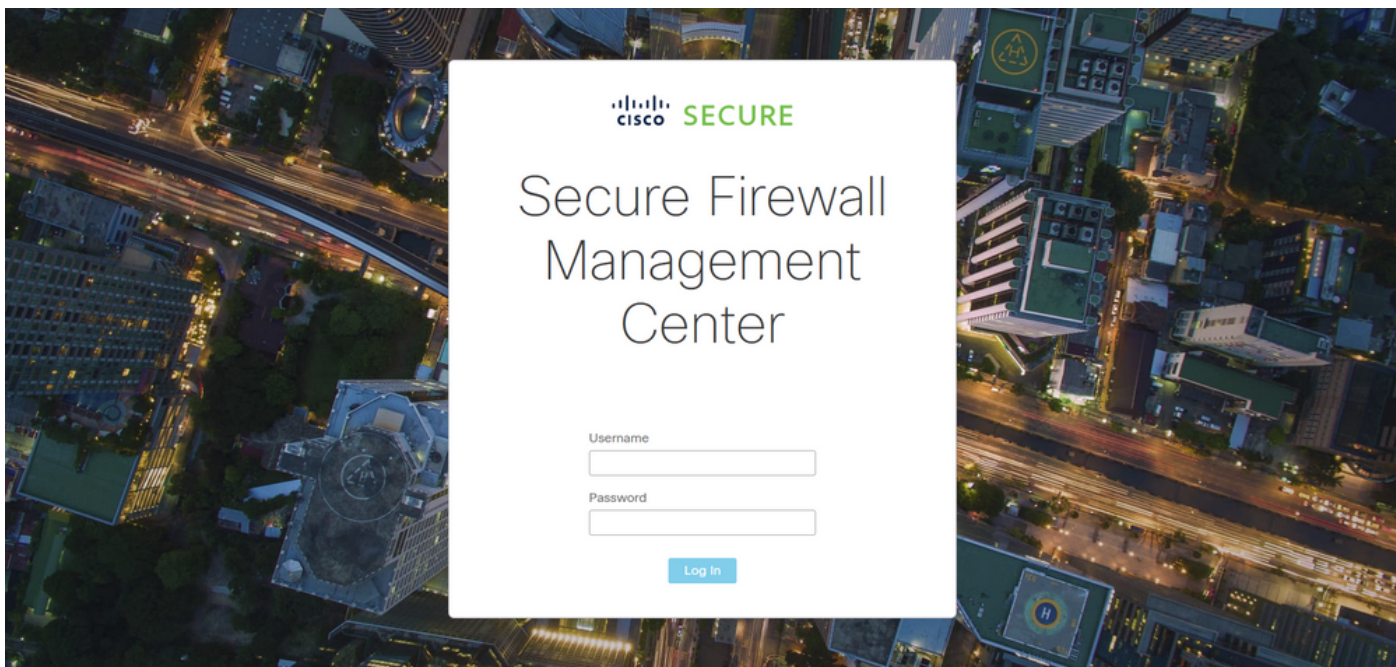 cisco SECURE
Secure Firewall
Management
Center
Username
Password
Log In
H